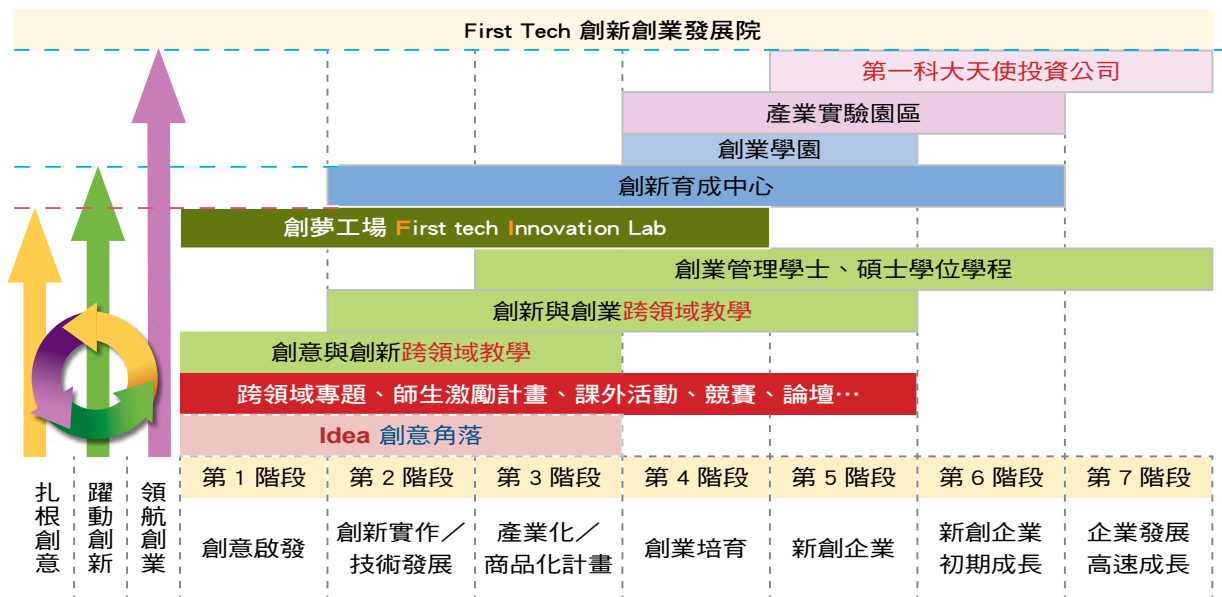 First Tech 創新創業發展院
第一科大天使投資公司
產業實驗園區
創業學園
創新育成中心
創夢工場 First tech Innovation Lab
創業管理學士、碩士學位學程
創新與創業跨領域教學
創意與創新跨領域教學
跨領域專題、師生激勵計畫、課外活動、競賽、論壇…
Idea 創意角落
扎根創意
躍動創新
領航創業
第 1 階段
第 2 階段
第 3 階段
第 4 階段
第 5 階段
第 6 階段
第 7 階段
創意啟發
創新實作／
技術發展
產業化／
商品化計畫
創業培育
新創企業
新創企業
初期成長
企業發展
高速成長